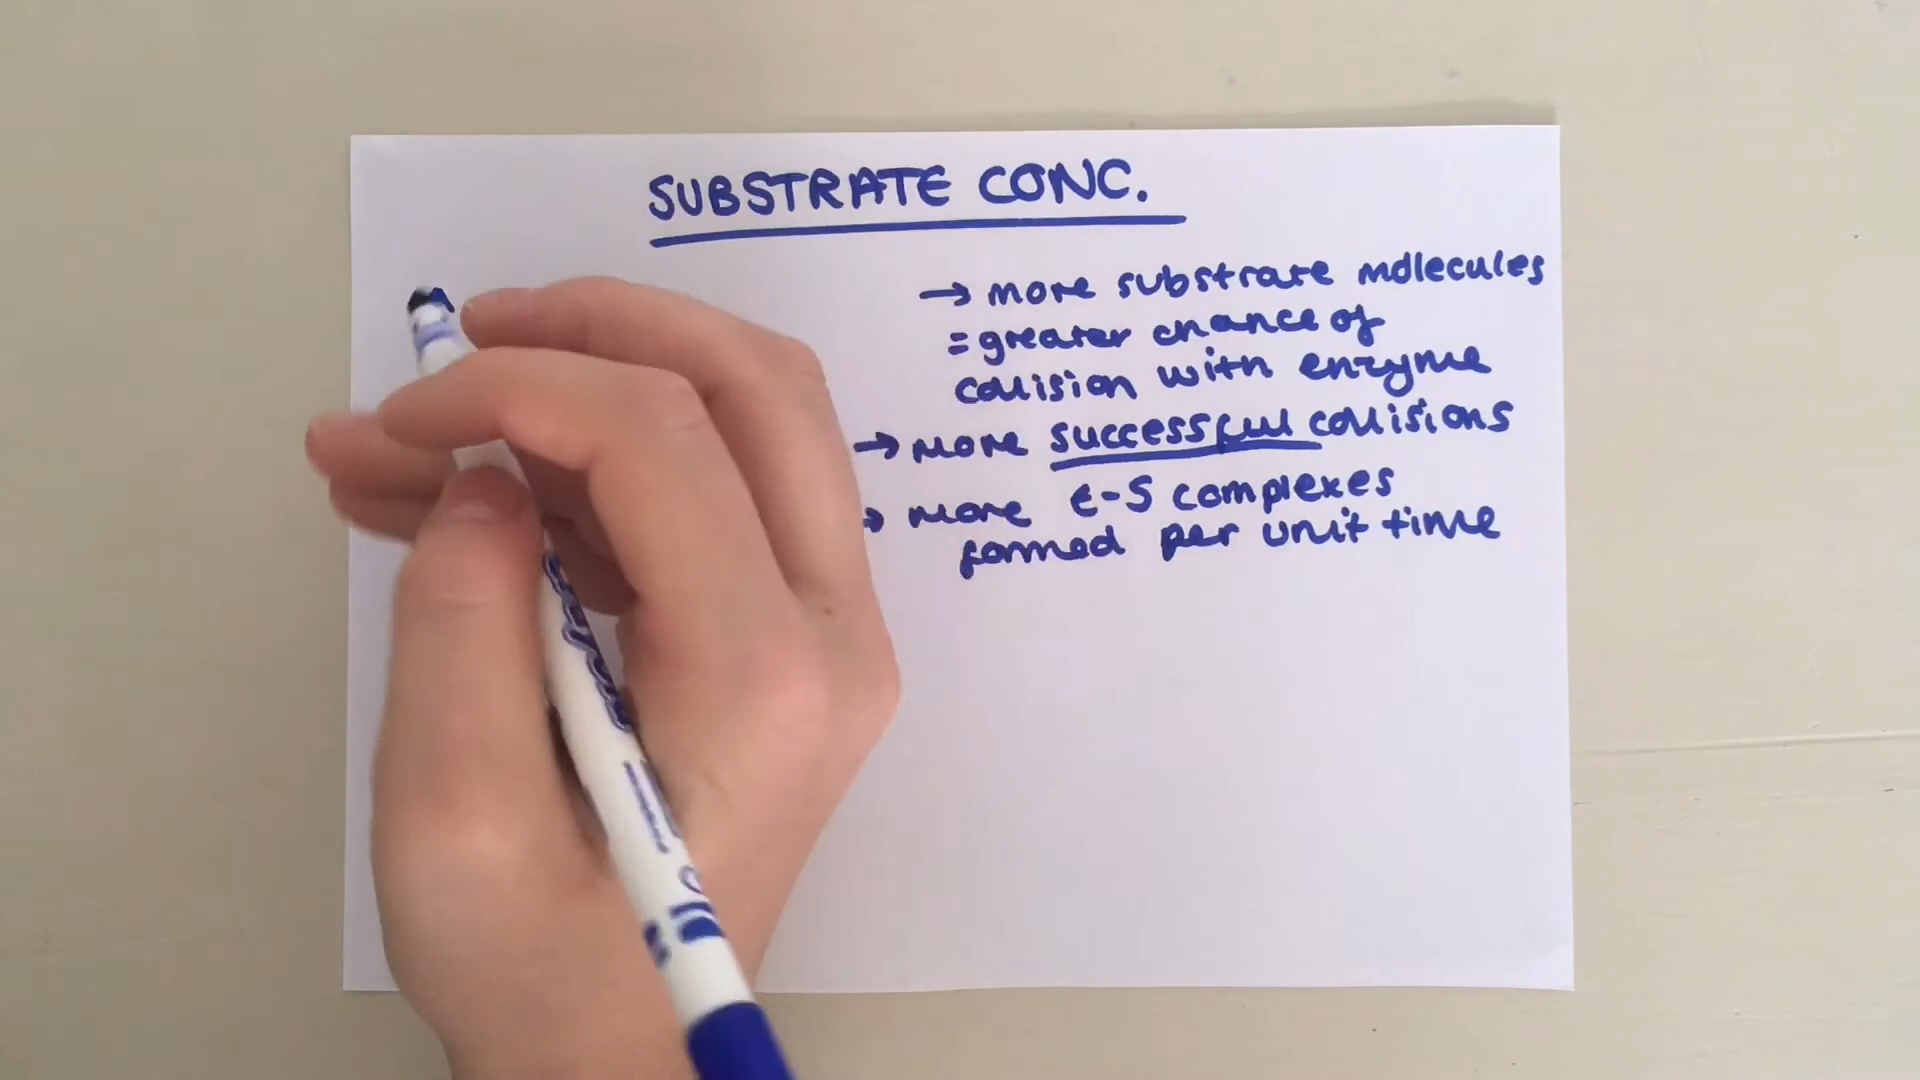 SUBSTRATE CONC.
→ more substrate molecules
= greater chance of
collision with enzyme
→ more successful collisions
→ more E-S complexes
formed per unit time